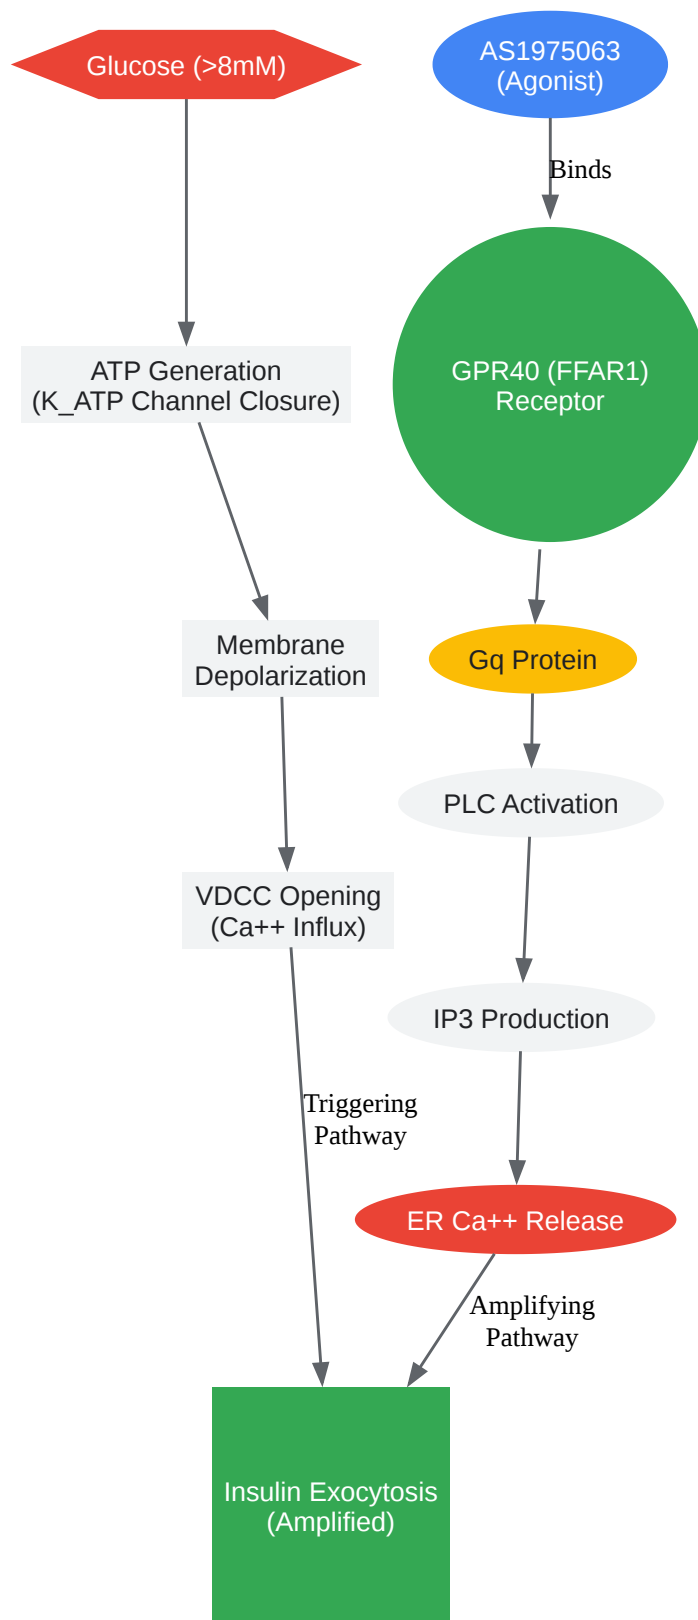 Glucose (>8mM)
AS1975063
(Agonist)
Binds
ATP Generation
(K_ATP Channel Closure)
GPR40 (FFAR1)
Receptor
Membrane
Depolarization
Gq Protein
PLC Activation
VDCC Opening
(Ca++ Influx)
IP3 Production
Triggering
Pathway
ER Ca++ Release
Amplifying
Pathway
Insulin Exocytosis
(Amplified)